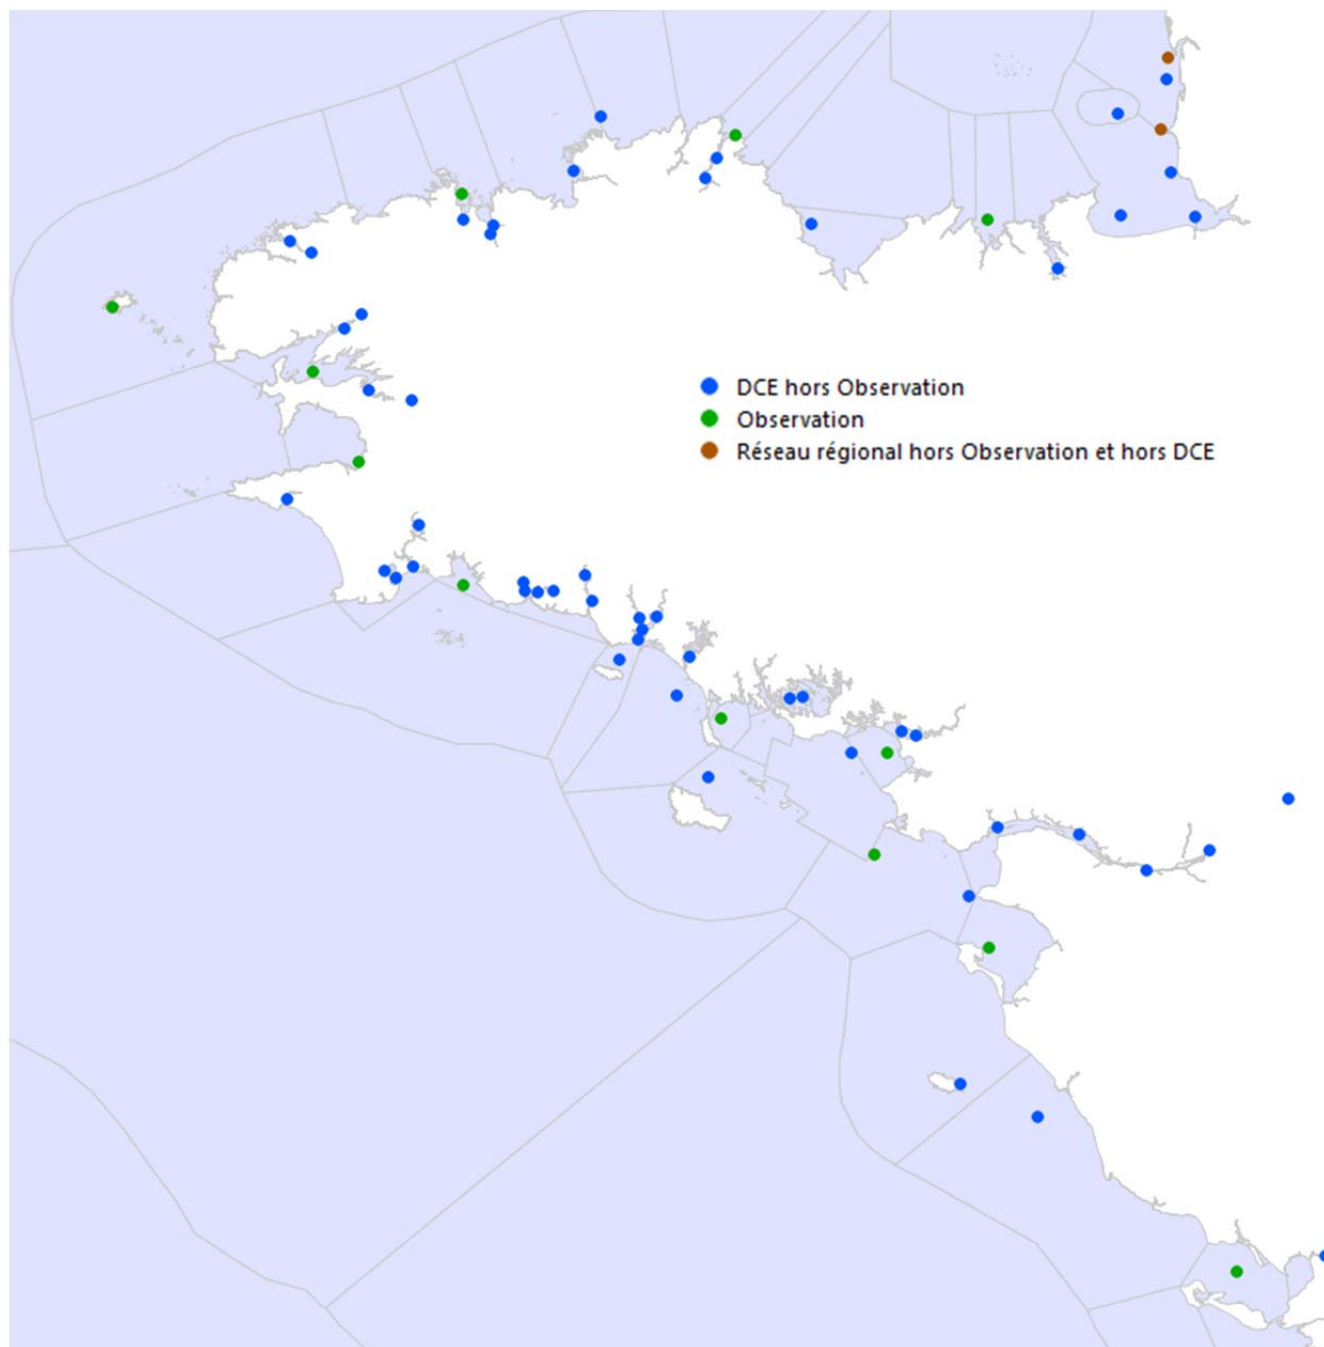 DCE hors Observation
Observation
Réseau régional hors Observation et hors DCE